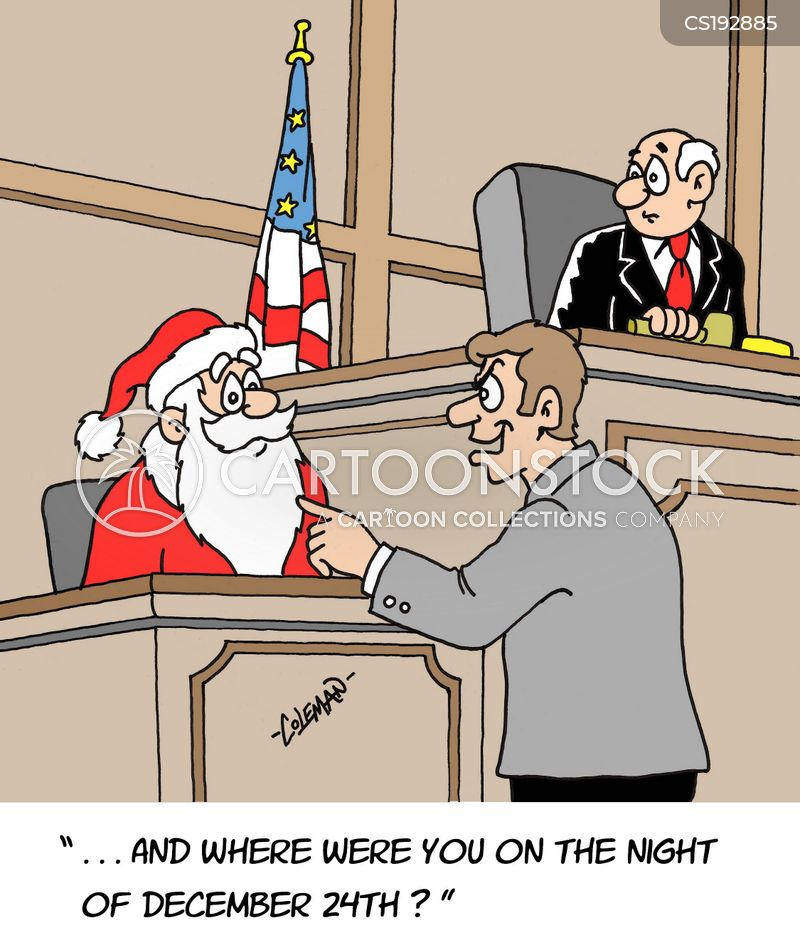 CS192885
CARTOONSTOCK
A CARTOON COLLECTIONS COMPANY
-COLEMAN-
“...AND WHERE WERE YOU ON THE NIGHT
OF DECEMBER 24TH?”